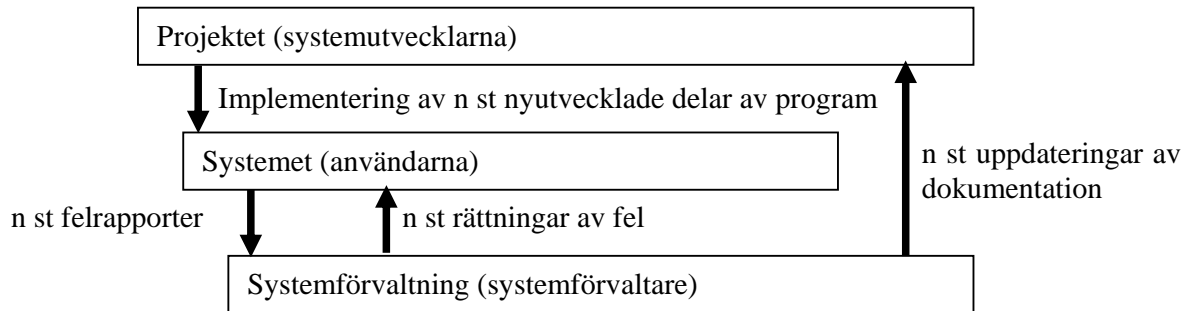 Projektet (systemutvecklarna)
Implementering av n st nyutvecklade delar av program
Systemet (användarna)
n st uppdateringar av
dokumentation
n st felrapporter
n st rättningar av fel
Systemförvaltning (systemförvaltare)